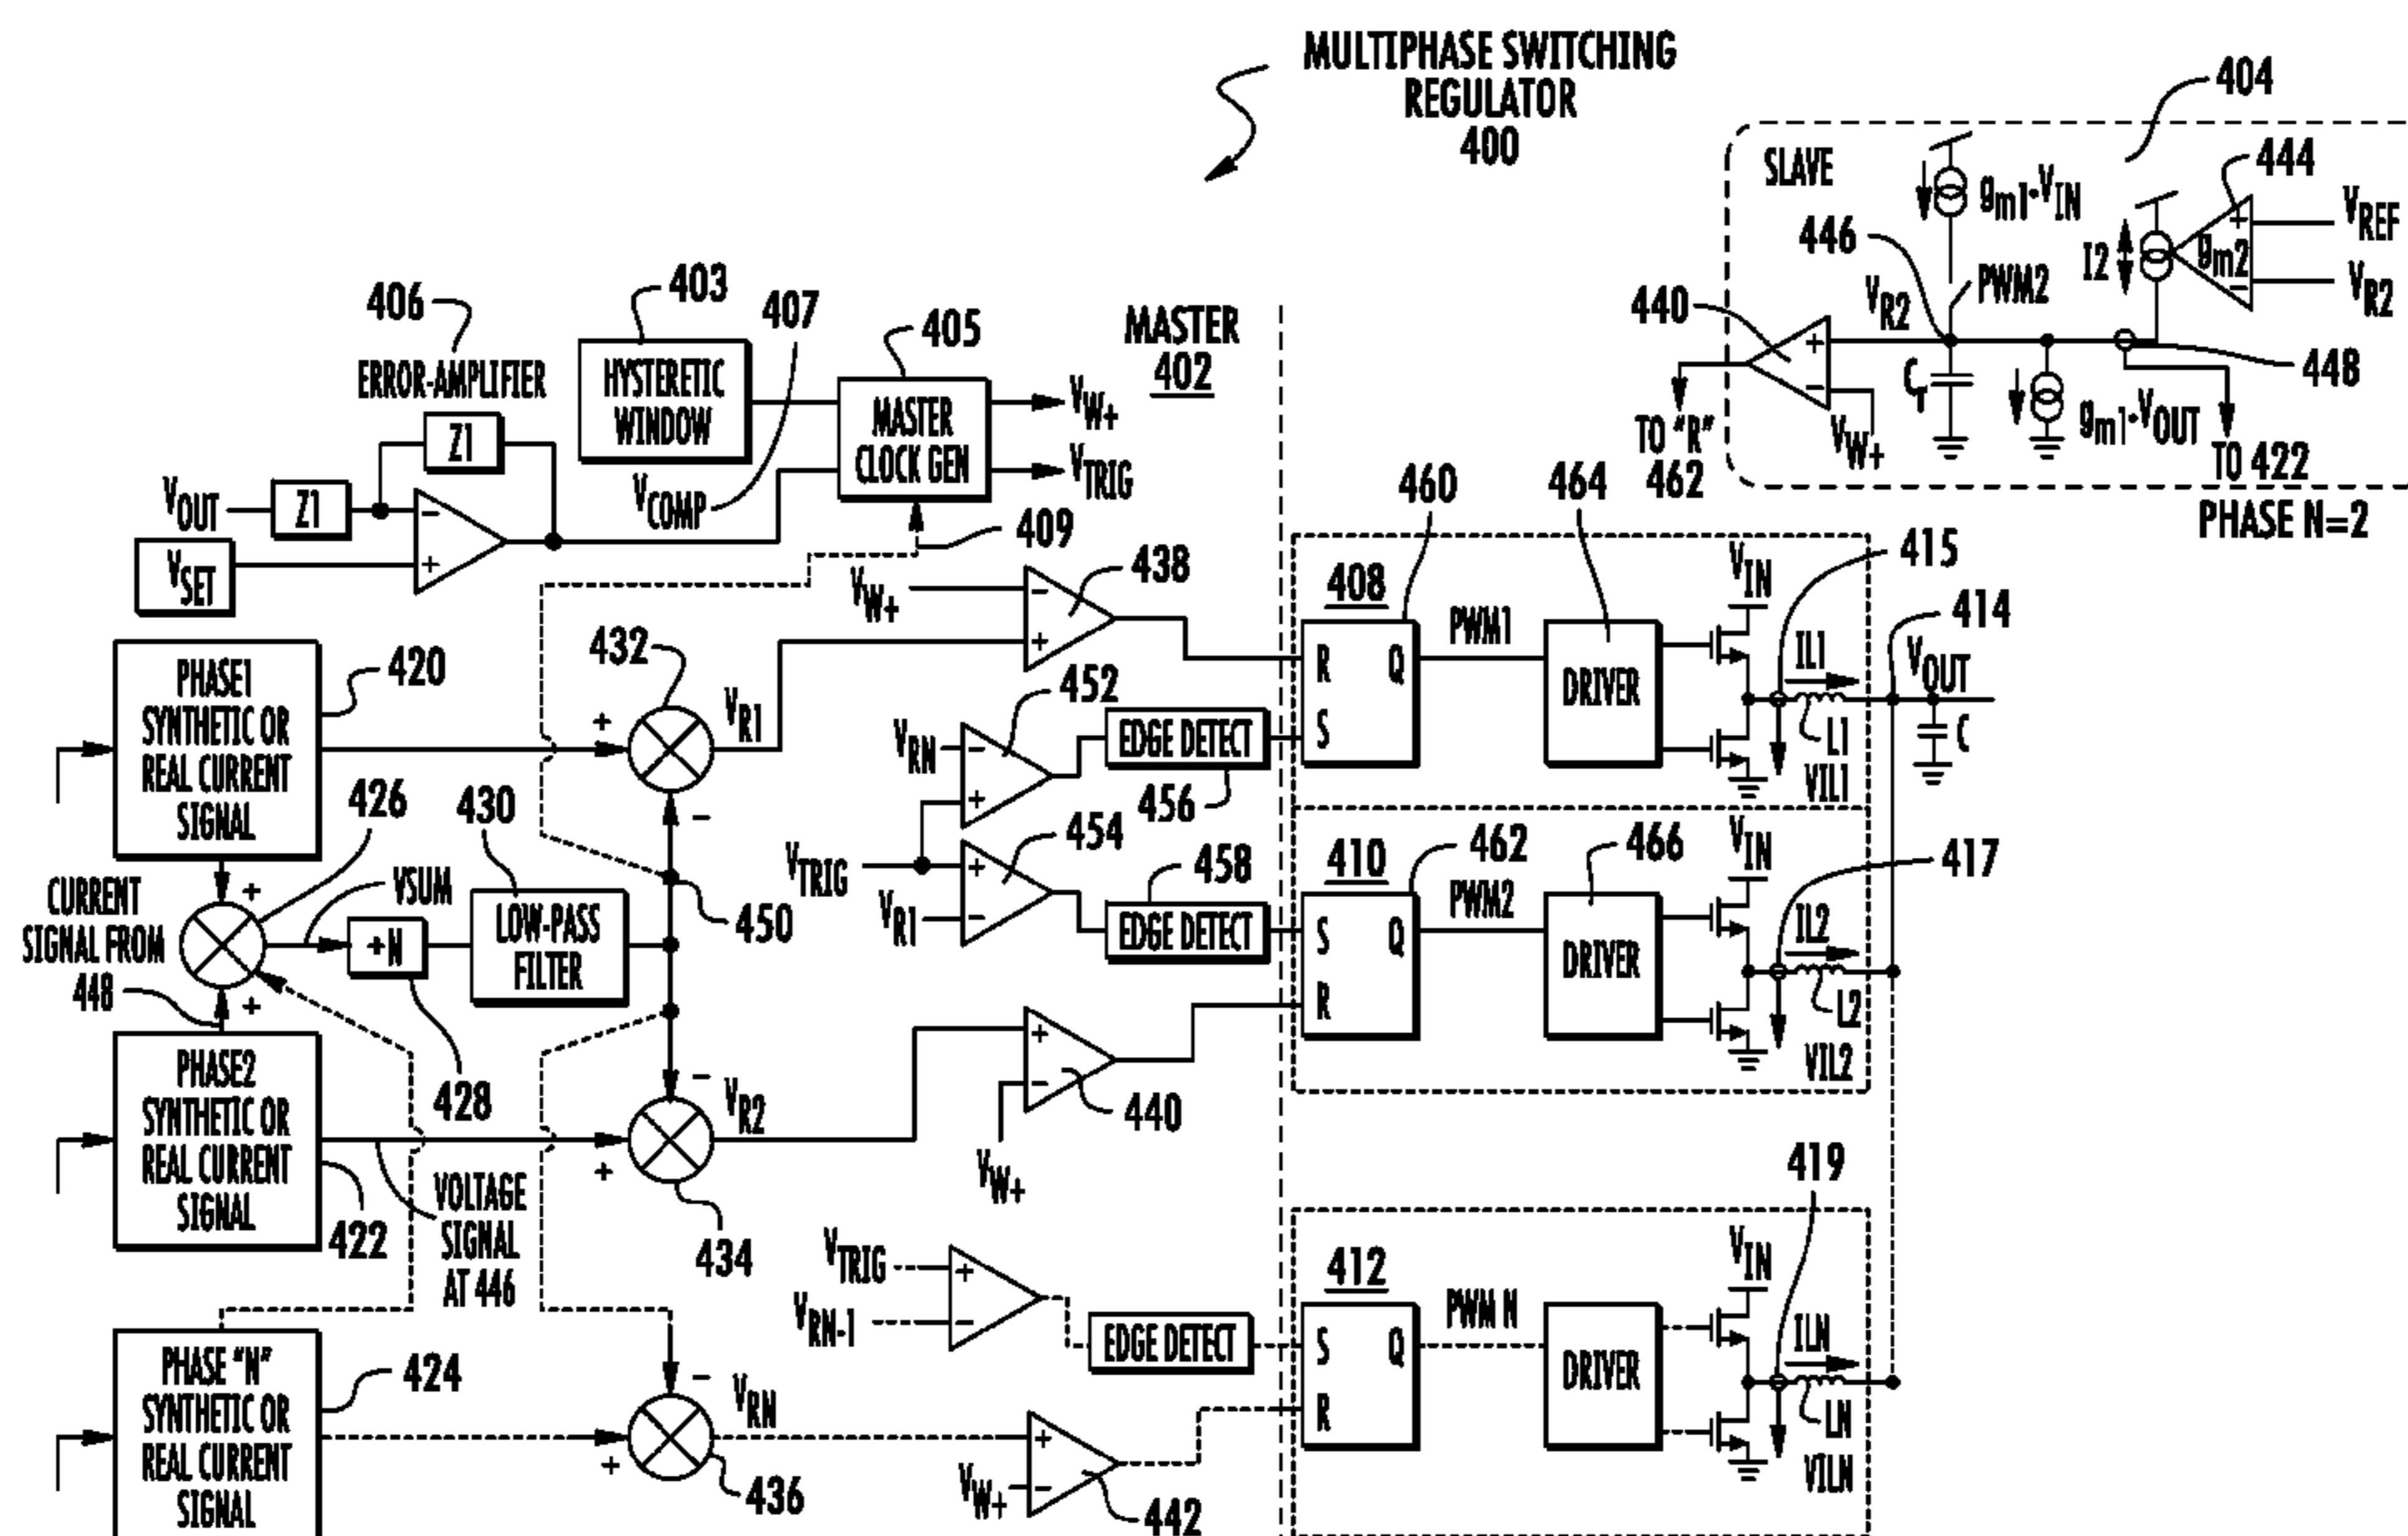 MULTIPHASE SWITCHING
REGULATOR
400
404
SLAVE
444
gm1·VIN
VREF
446
I2
gm2
PWM2
VR2
VR2
440
448
CT
TO "R"
462
VW+
gm1·VOUT
TO 422
PHASE N=2
406
ERROR-AMPLIFIER
403
HYSTERETIC
WINDOW
407
405
MASTER
CLOCK GEN
VW+
VTRIG
MASTER
402
Z1
VOUT
Z1
VCOMP
VSET
409
−
+
VW+
438
−
+
460
464
408
R
Q
S
PWM1
DRIVER
VIN
415
414
IL1
VOUT
L1
C
VIL1
PHASE1
SYNTHETIC OR
REAL CURRENT
SIGNAL
420
432
+
−
VR1
452
VRN
−
+
EDGE DETECT
456
454
VTRIG
VR1
+
−
458
EDGE DETECT
410
462
466
S
Q
R
PWM2
DRIVER
VIN
417
IL2
L2
VIL2
CURRENT
SIGNAL FROM
448
+
+
426
VSUM
+N
428
430
LOW-PASS
FILTER
450
PHASE2
SYNTHETIC OR
REAL CURRENT
SIGNAL
422
VOLTAGE
SIGNAL
AT 446
−
+
VR2
434
+
−
440
VW+
VTRIG
VRN-1
+
−
EDGE DETECT
412
S
Q
R
PWM N
DRIVER
VIN
419
ILN
LN
VILN
PHASE "N"
SYNTHETIC OR
REAL CURRENT
SIGNAL
424
−
+
VRN
436
VW+
+
−
442